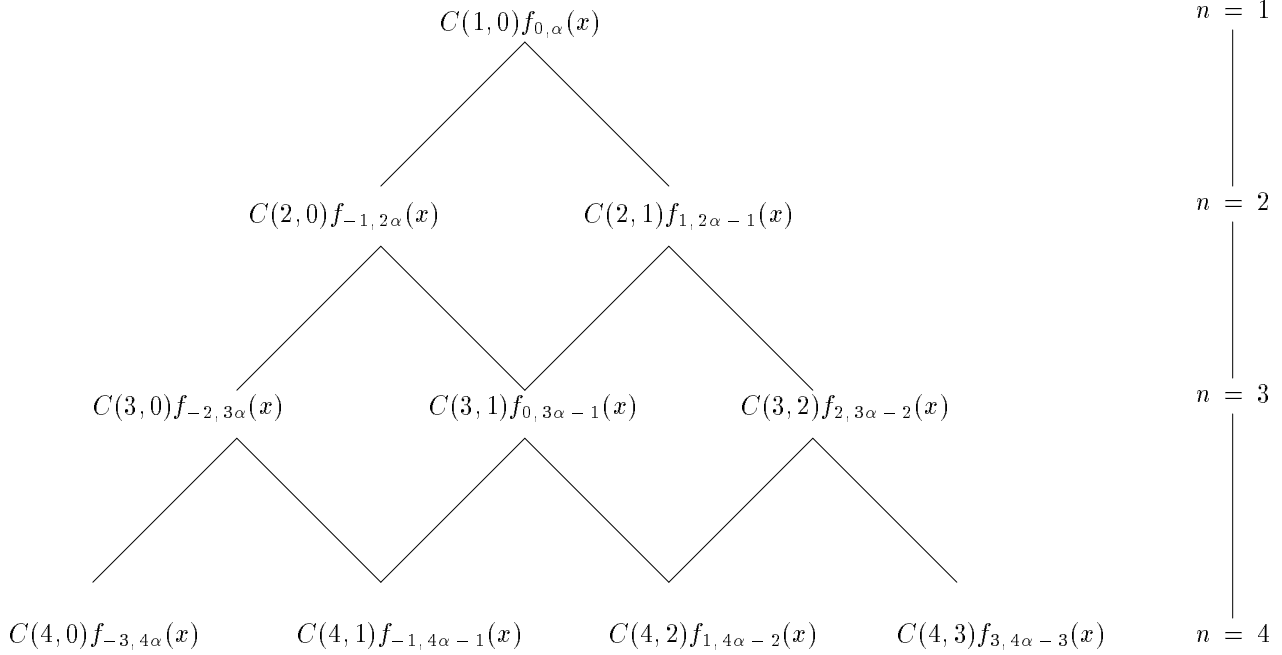 C(1,0)f_{0,α}(x) n = 1
C(2,0)f_{−1,2α}(x) C(2,1)f_{1,2α−1}(x) n = 2
C(3,0)f_{−2,3α}(x) C(3,1)f_{0,3α−1}(x) C(3,2)f_{2,3α−2}(x) n = 3
C(4,0)f_{−3,4α}(x) C(4,1)f_{−1,4α−1}(x) C(4,2)f_{1,4α−2}(x) C(4,3)f_{3,4α−3}(x) n = 4